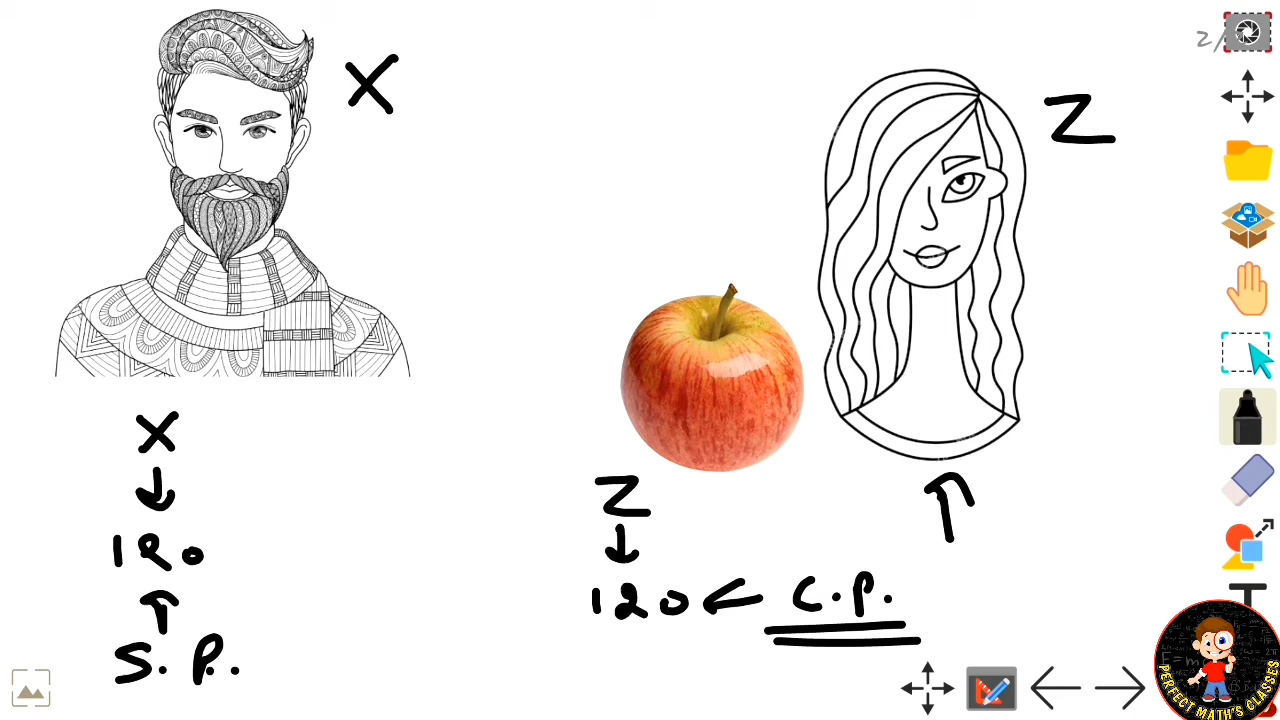 X
Z
X
120
S.P.
Z
120 ← C.P.
PERFECT MATH'S CLASSES